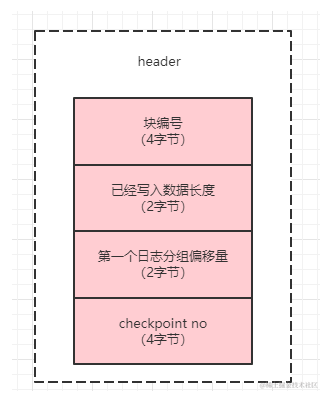 header
块编号
(4字节)
已经写入数据长度
(2字节)
第一个日志分组偏移量
(2字节)
checkpoint no
(4字节)
@稀土掘金技术社区